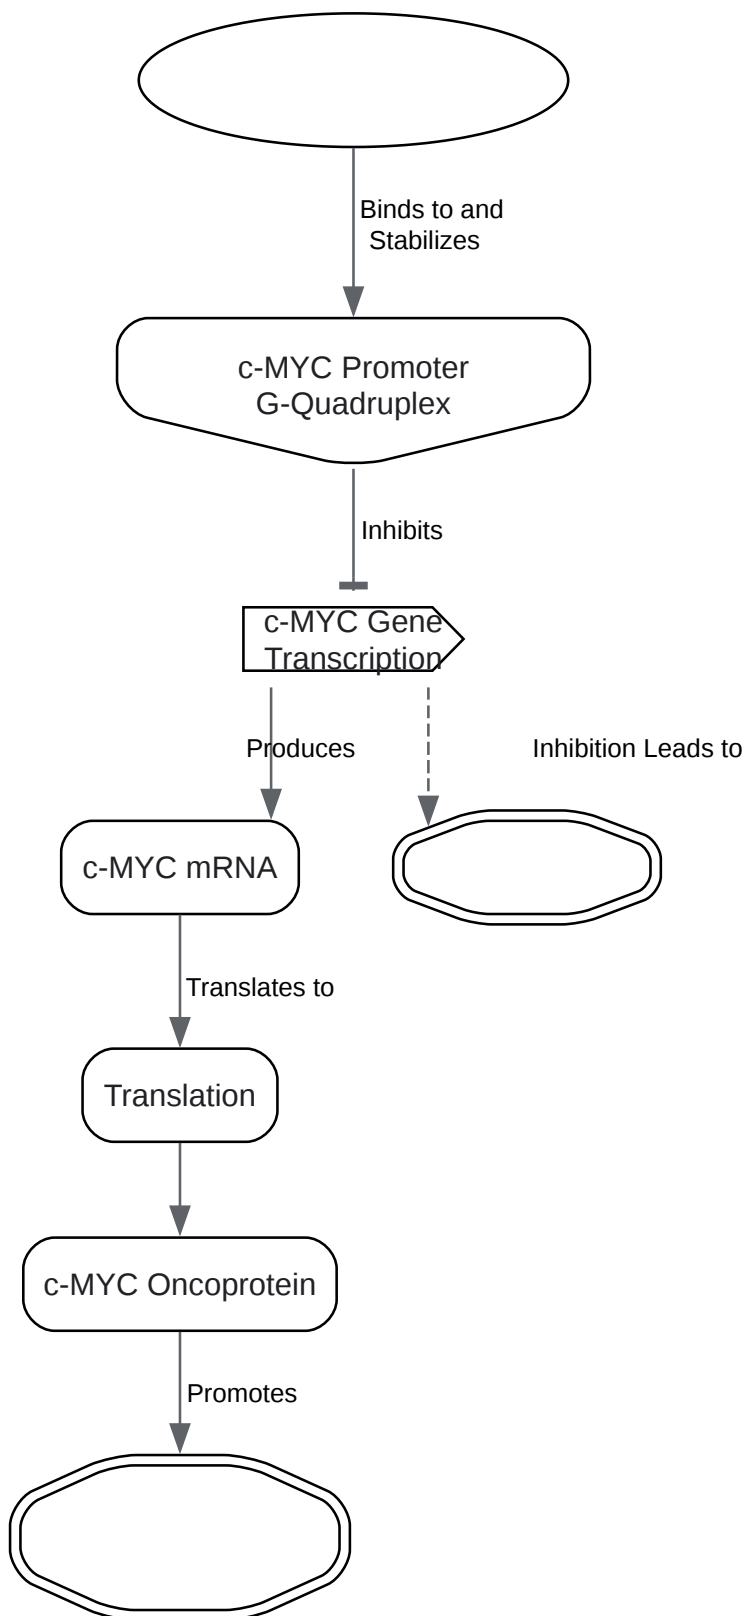 Binds to and
Stabilizes
c-MYC Promoter
G-Quadruplex
Inhibits
c-MYC Gene
Transcription
Produces
Inhibition Leads to
c-MYC mRNA
Translates to
Translation
c-MYC Oncoprotein
Promotes